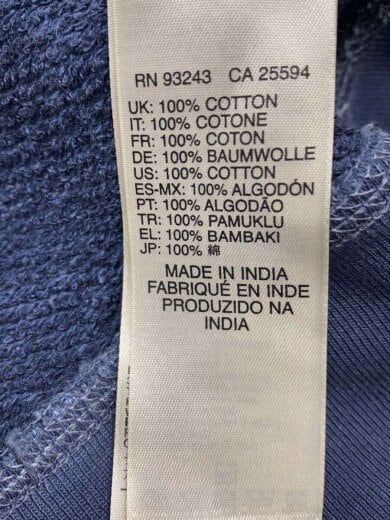 RN 93243 CA 25594
UK: 100% COTTON
IT: 100% COTONE
FR: 100% COTON
DE: 100% BAUMWOLLE
US: 100% COTTON
ES-MX: 100% ALGODÓN
PT: 100% ALGODÃO
TR: 100% PAMUKLU
EL: 100% BAMBAKI
JP: 100% 綿
MADE IN INDIA
FABRIQUÉ EN INDE
PRODUZIDO NA
INDIA